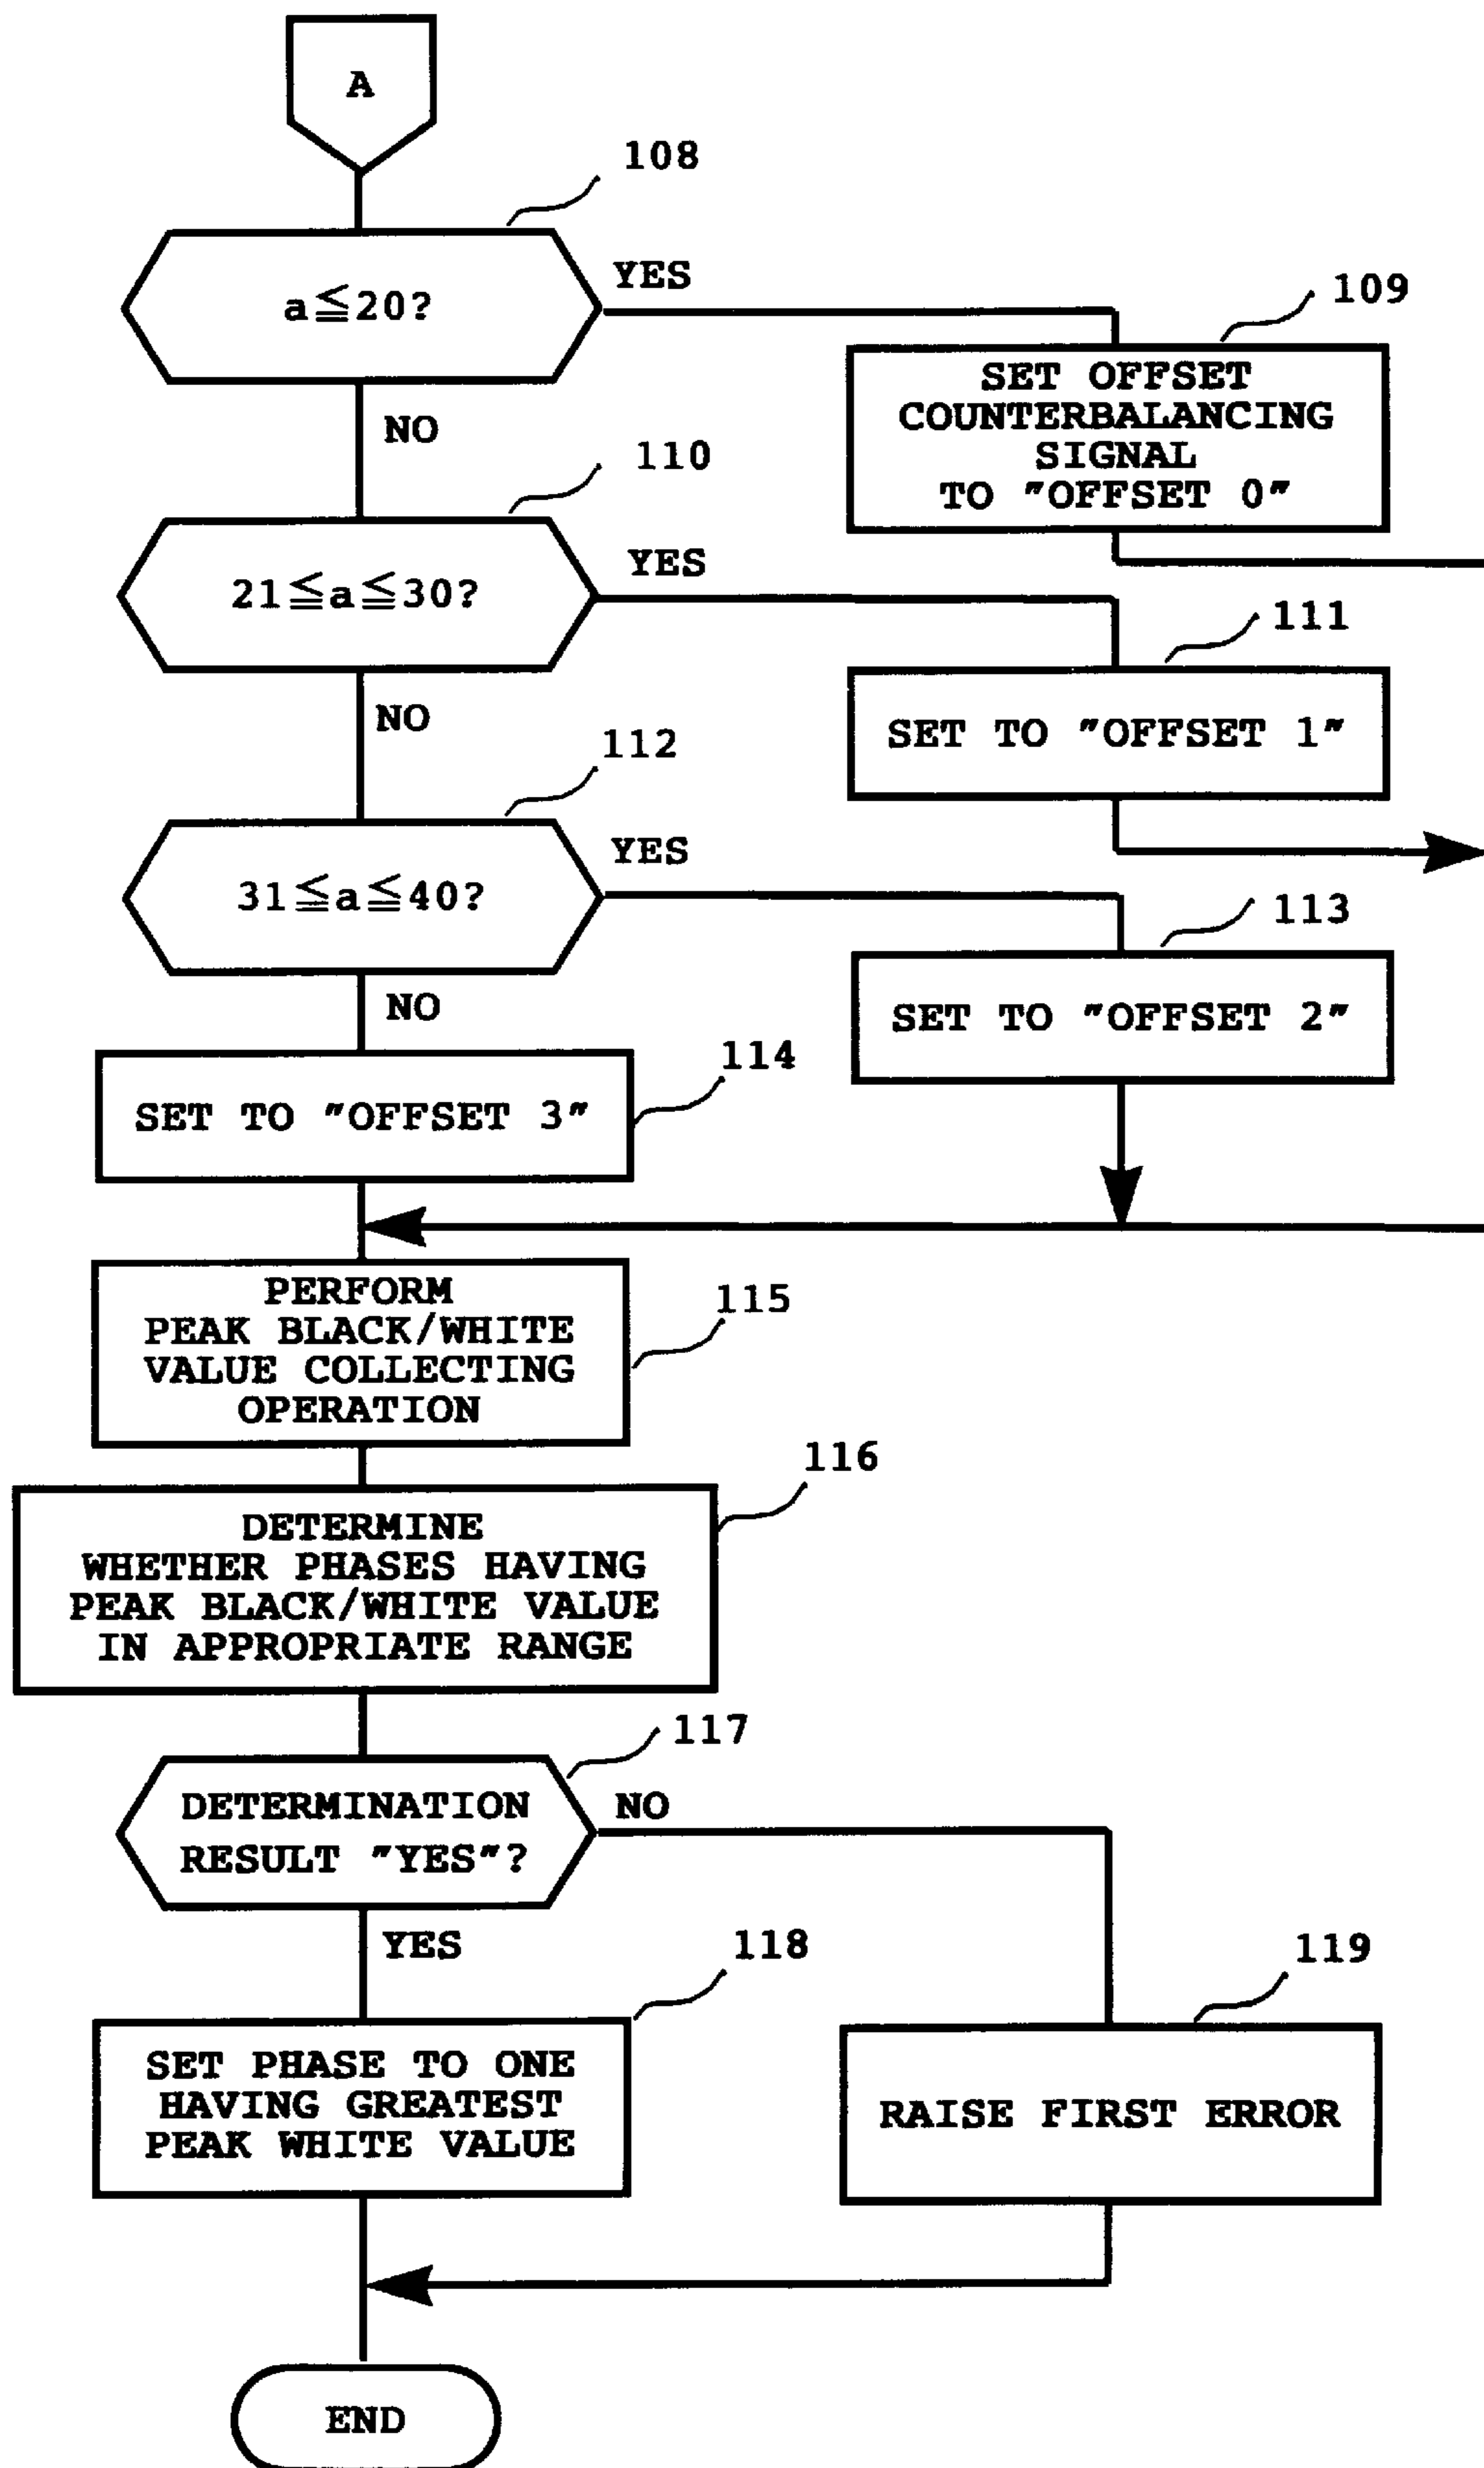 A
108
a≦20?
YES
109
SET OFFSET
COUNTERBALANCING
SIGNAL
TO "OFFSET 0"
NO
110
21≦a≦30?
YES
111
SET TO "OFFSET 1"
NO
112
31≦a≦40?
YES
113
SET TO "OFFSET 2"
NO
114
SET TO "OFFSET 3"
115
PERFORM
PEAK BLACK/WHITE
VALUE COLLECTING
OPERATION
116
DETERMINE
WHETHER PHASES HAVING
PEAK BLACK/WHITE VALUE
IN APPROPRIATE RANGE
117
DETERMINATION
RESULT "YES"?
NO
YES
118
SET PHASE TO ONE
HAVING GREATEST
PEAK WHITE VALUE
119
RAISE FIRST ERROR
END